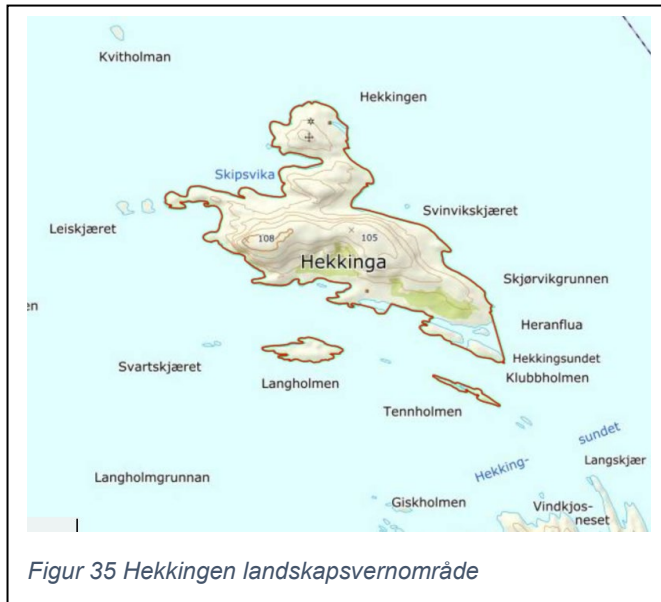 Kvitholman
Hekkingen
Skipsvika
Leiskjæret
Svinvikskjæret
108
105
Hekkinga
en
Skjørvikgrunnen
Heranflua
Hekkingsundet
Svartskjæret
Klubbholmen
Langholmen
Tennholmen
sundet
Langskjær
Hekking-
Langholmgrunnan
Giskholmen
Vindkjos-
neset
Figur 35 Hekkingen landskapsvernområde